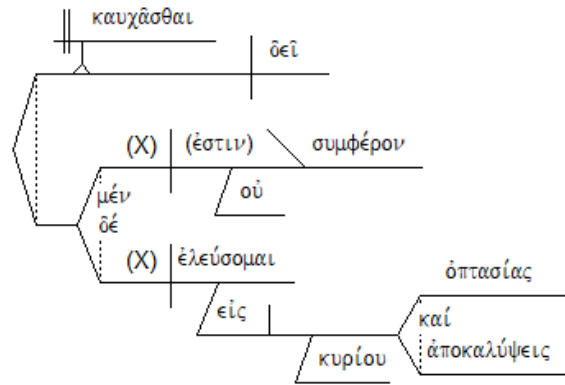 καυχᾶσθαι
δεῖ
(X) (ἐστιν) συμφέρον
μέν οὐ
δέ
(X) ἐλεύσομαι
ὀπτασίας
εἰς καί
κυρίου ἀποκαλύψεις